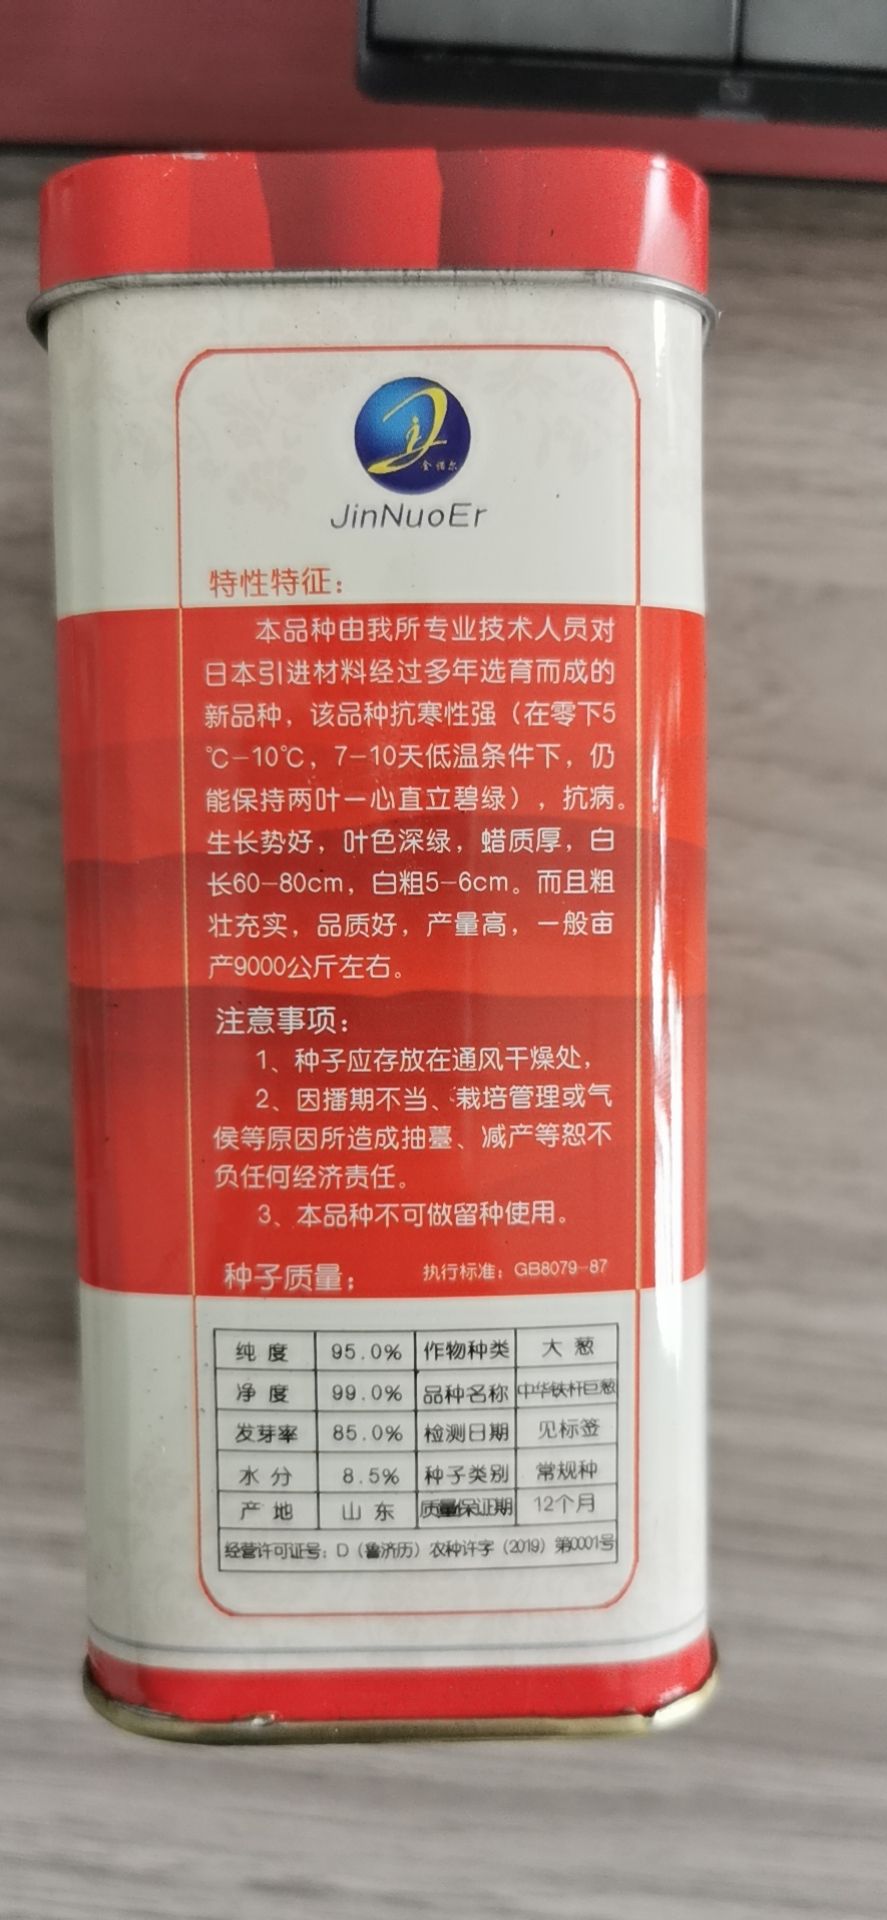 金诺尔
JinNuoEr
特性特征：
本品种由我所专业技术人员对
日本引进材料经过多年选育而成的
新品种，该品种抗寒性强（在零下5
℃-10℃，7-10天低温条件下，仍
能保持两叶一心直立碧绿），抗病。
生长势好，叶色深绿，蜡质厚，白
长60-80cm，白粗5-6cm。而且粗
壮充实，品质好，产量高，一般亩
产9000公斤左右。
注意事项：
1、种子应存放在通风干燥处，
2、因播期不当、栽培管理或气
侯等原因所造成抽薹、减产等恕不
负任何经济责任。
3、本品种不可做留种使用。
种子质量： 执行标准：GB8079-87
纯度 95.0% 作物种类 大葱
净度 99.0% 品种名称 中华铁杆巨葱
发芽率 85.0% 检测日期 见标签
水分 8.5% 种子类别 常规种
产地 山东 质量保证期 12个月
经营许可证号：D（鲁济历）农种许字（2019）第0001号